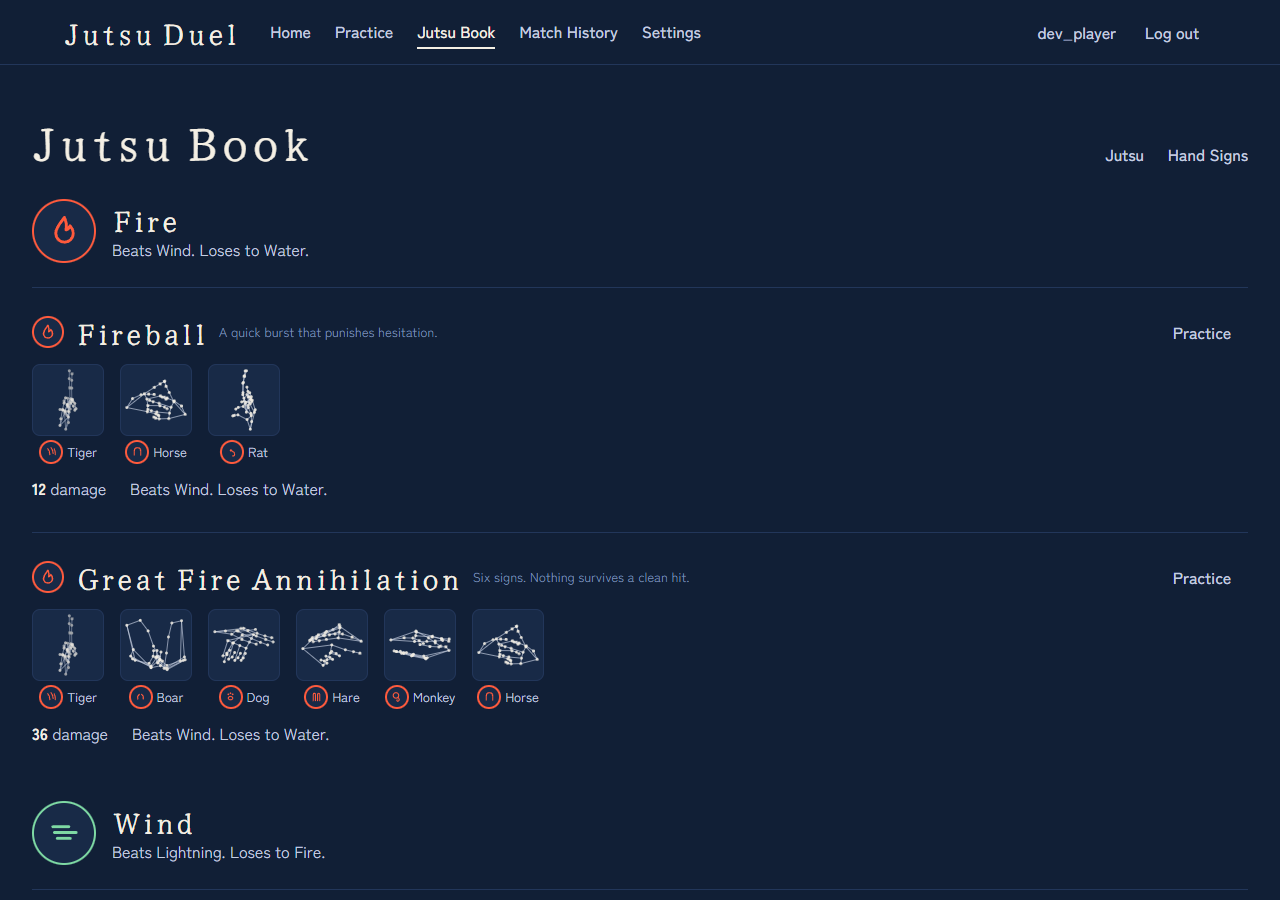 Jutsu Duel Home Practice Jutsu Book Match History Settings dev_player Log out
Jutsu Book
Jutsu Hand Signs
Fire
Beats Wind. Loses to Water.
Fireball A quick burst that punishes hesitation. Practice
Tiger Horse Rat
12 damage Beats Wind. Loses to Water.
Great Fire Annihilation Six signs. Nothing survives a clean hit. Practice
Tiger Boar Dog Hare Monkey Horse
36 damage Beats Wind. Loses to Water.
Wind
Beats Lightning. Loses to Fire.